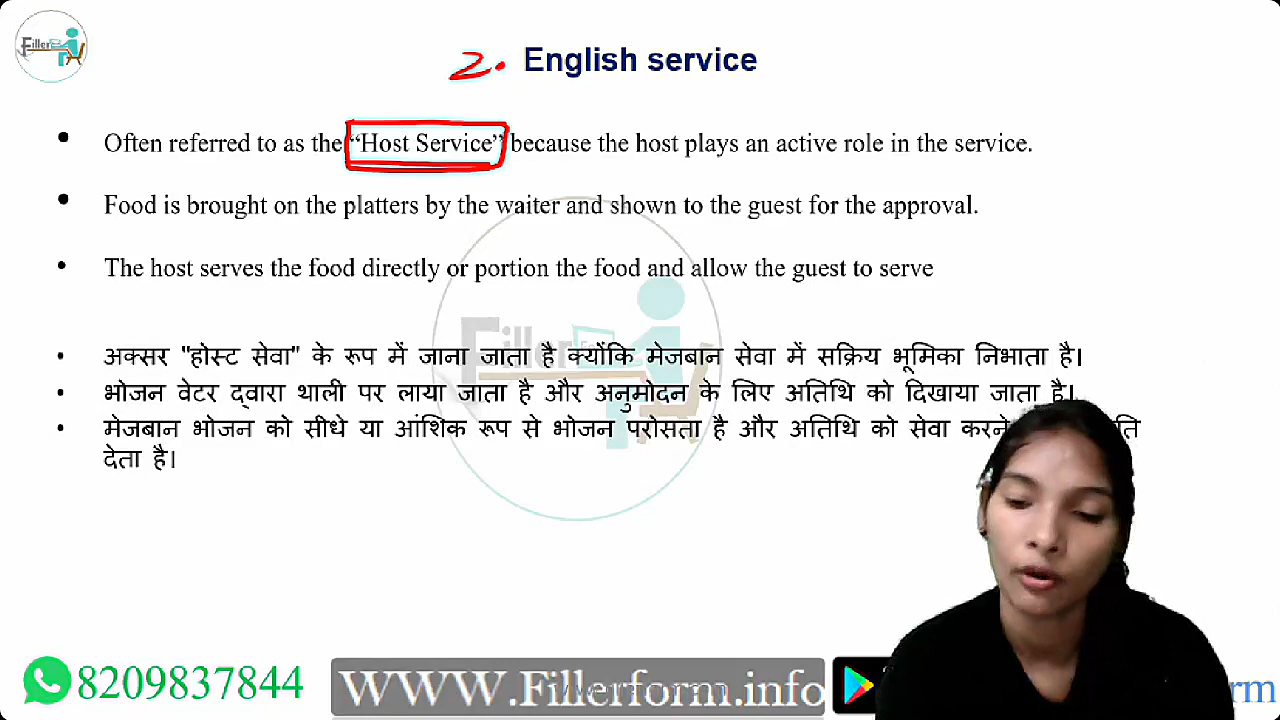 Fillerform
2. English service
• Often referred to as the “Host Service” because the host plays an active role in the service.
• Food is brought on the platters by the waiter and shown to the guest for the approval.
• The host serves the food directly or portion the food and allow the guest to serve
Filler
• अक्सर "होस्ट सेवा" के रूप में जाना जाता है क्योंकि मेजबान सेवा में सक्रिय भूमिका निभाता है।
• भोजन वेटर द्वारा थाली पर लाया जाता है और अनुमोदन के लिए अतिथि को दिखाया जाता है।
• मेजबान भोजन को सीधे या आंशिक रूप से भोजन परोसता है और अतिथि को सेवा करने
देता है।
8209837844 WWW.Fillerform.info